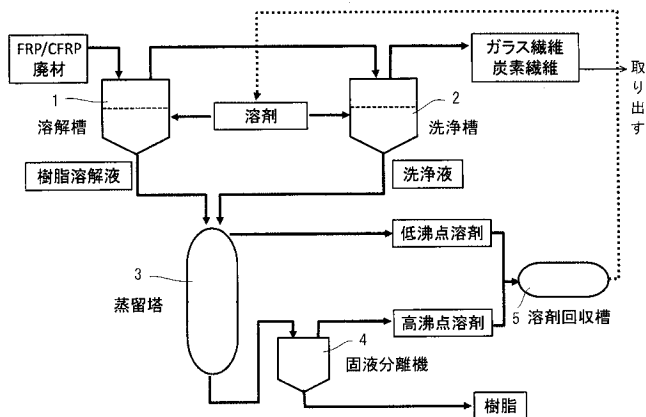 FRP/CFRP
廃材
ガラス繊維
炭素繊維
取り出す
1
溶解槽
溶剤
2
洗浄槽
樹脂溶解液
洗浄液
低沸点溶剤
3
蒸留塔
高沸点溶剤
5 溶剤回収槽
4
固液分離機
樹脂